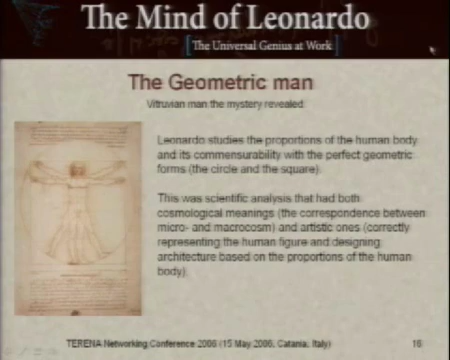 The Mind of Leonardo
[The Universal Genius at Work]
The Geometric man
Vitruvian man the mystery revealed
Leonardo studies the proportions of the human body
and its commensurability with the perfect geometric
forms (the circle and the square).
This was scientific analysis that had both
cosmological meanings (the correspondence between
micro- and macrocosm) and artistic ones (correctly
representing the human figure and designing
architecture based on the proportions of the human
body).
TERENA Networking Conference 2006 (15 May 2006, Catania, Italy)
16